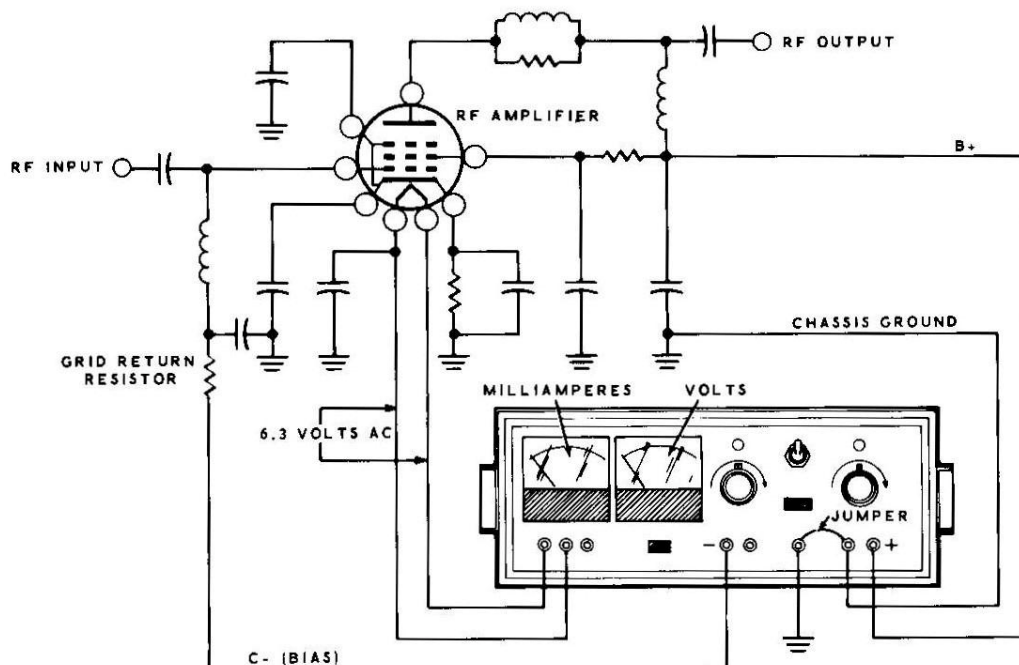 RF OUTPUT
RF AMPLIFIER
RF INPUT
B+
CHASSIS GROUND
GRID RETURN
RESISTOR
MILLIAMPERES
VOLTS
6.3 VOLTS AC
JUMPER
- +
C- (BIAS)